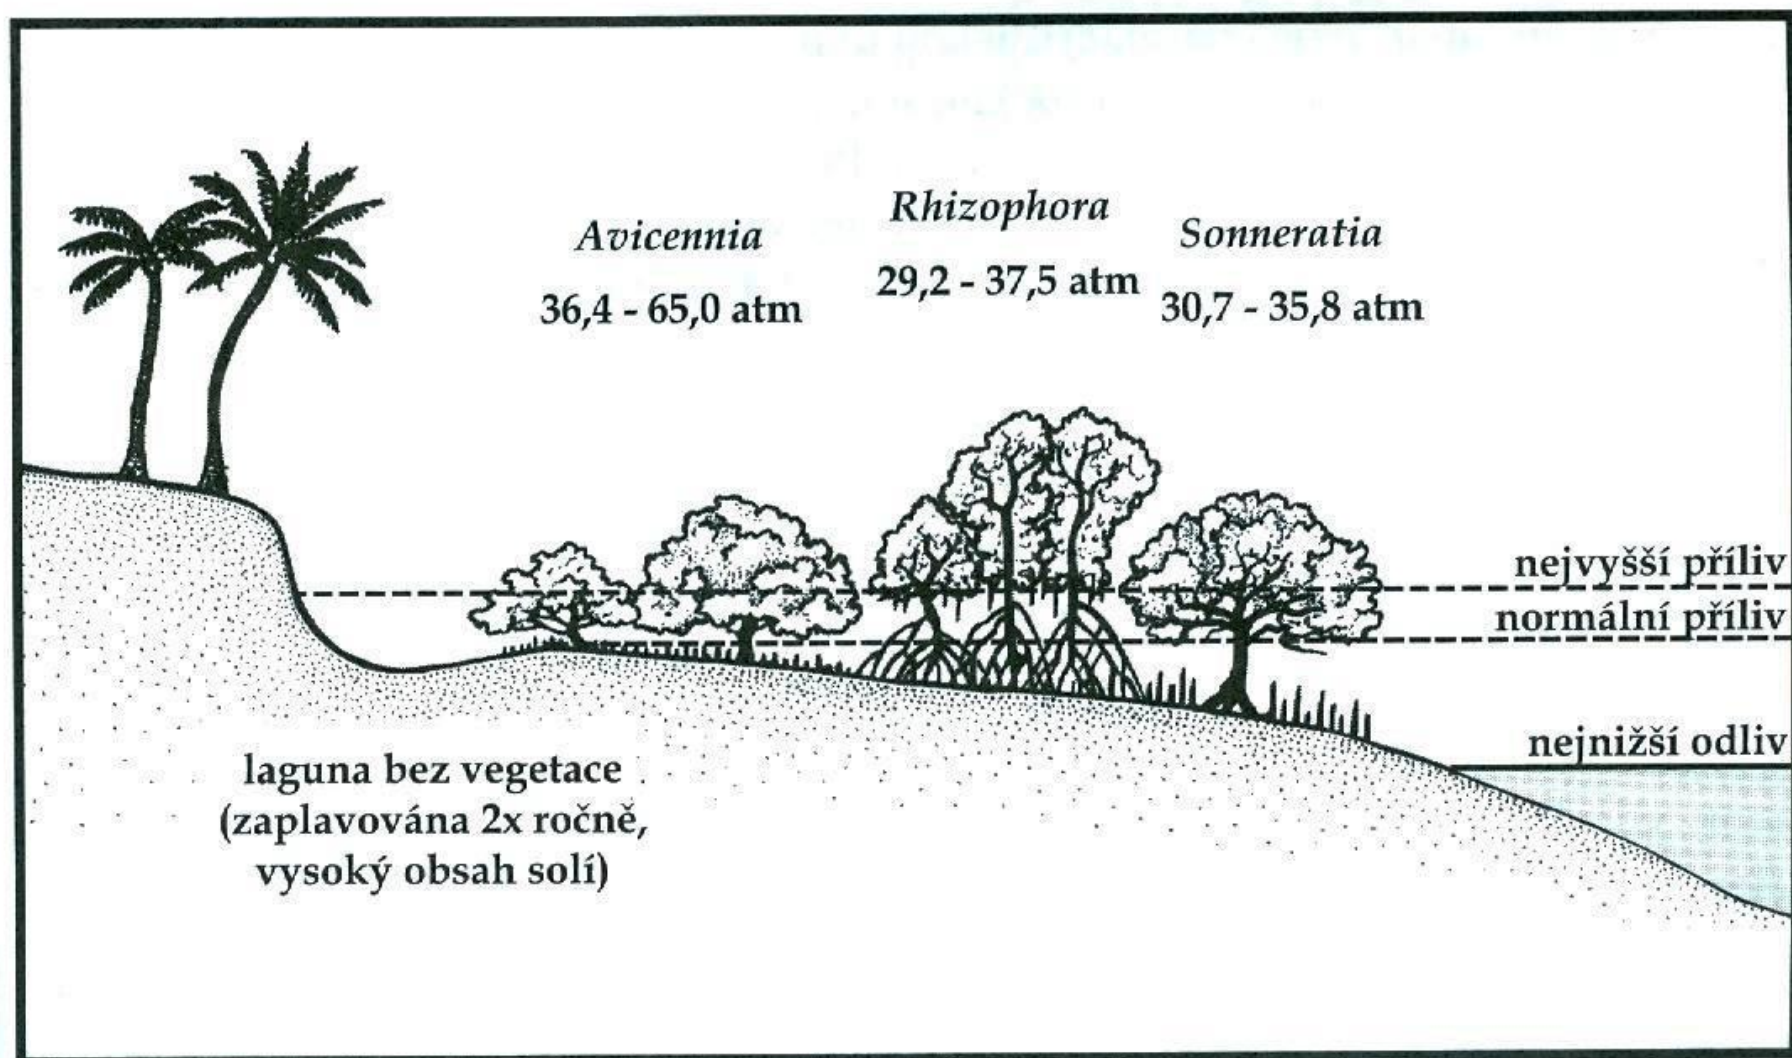 Avicennia
36,4 - 65,0 atm
Rhizophora
29,2 - 37,5 atm
Sonneratia
30,7 - 35,8 atm
nejvyšší příliv
normální příliv
nejnižší odliv
laguna bez vegetace
(zaplavována 2x ročně,
vysoký obsah solí)